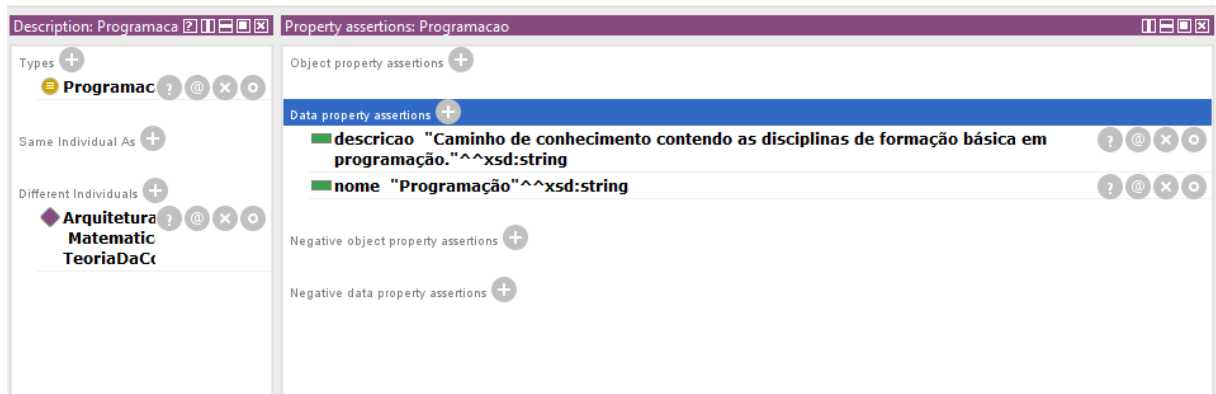 Description: Programaca
Property assertions: Programacao
Types
Programac
Same Individual As
Different Individuals
Arquitetura
Matematic
TeoriaDaCo
Object property assertions
Data property assertions
descricao "Caminho de conhecimento contendo as disciplinas de formação básica em
programação."^^xsd:string
nome "Programação"^^xsd:string
Negative object property assertions
Negative data property assertions